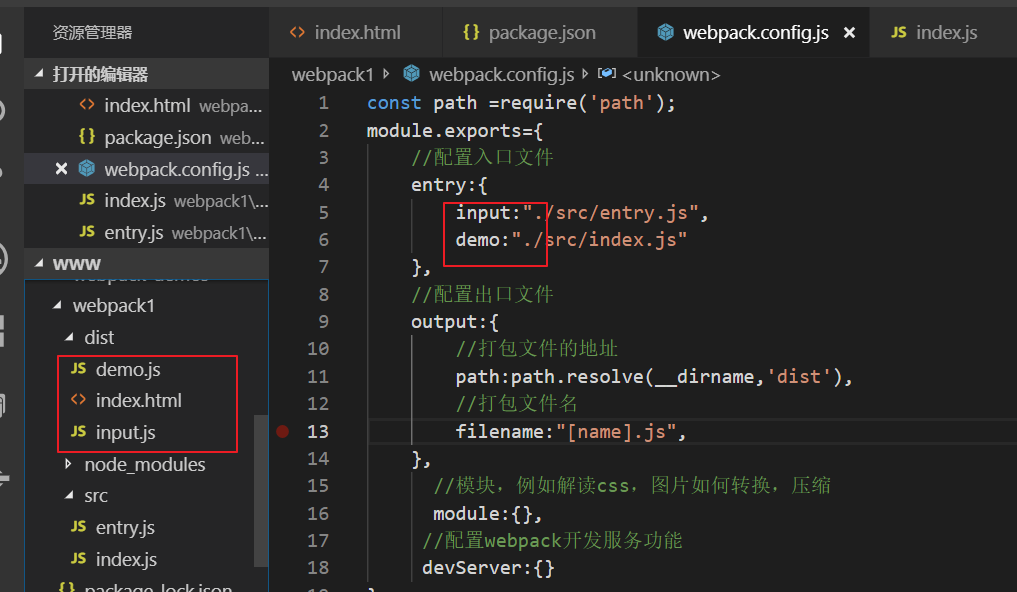 资源管理器
打开的编辑器
index.html webpa...
package.json web...
webpack.config.js ...
JS index.js webpack1\...
JS entry.js webpack1\...
WWW
webpack1
dist
JS demo.js
index.html
JS input.js
node_modules
src
JS entry.js
JS index.js
package-lock.json
index.html
package.json
webpack.config.js
JS index.js
webpack1
webpack.config.js
<unknown>
1 const path =require('path');
2 module.exports={
3 //配置入口文件
4 entry:{
5 input:"./src/entry.js",
6 demo:"./src/index.js"
7 },
8 //配置出口文件
9 output:{
10 //打包文件的地址
11 path:path.resolve(__dirname,'dist'),
12 //打包文件名
13 filename:"[name].js",
14 },
15 //模块，例如解读css，图片如何转换，压缩
16 module:{},
17 //配置webpack开发服务功能
18 devServer:{}